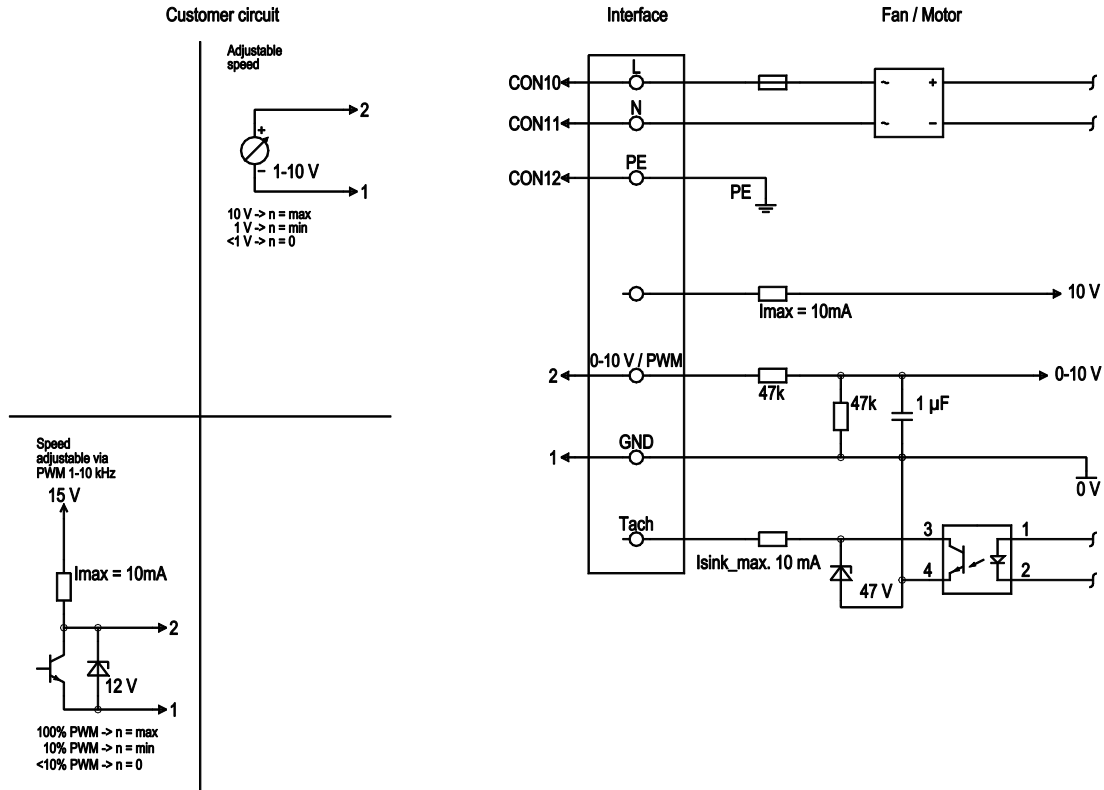 Customer circuit
Interface
Fan / Motor
Adjustable
speed
2
+
– 1-10 V
1
10 V -> n = max
1 V -> n = min
<1 V -> n = 0
L
CON10
~ +
N
CON11
~ –
PE
CON12
PE
10 V
Imax = 10mA
0-10 V / PWM
2
0-10 V
47k
47k
1 µF
GND
1
0 V
Tach
3
1
Isink_max. 10 mA
4
2
47 V
Speed
adjustable via
PWM 1-10 kHz
15 V
Imax = 10mA
2
12 V
1
100% PWM -> n = max
10% PWM -> n = min
<10% PWM -> n = 0